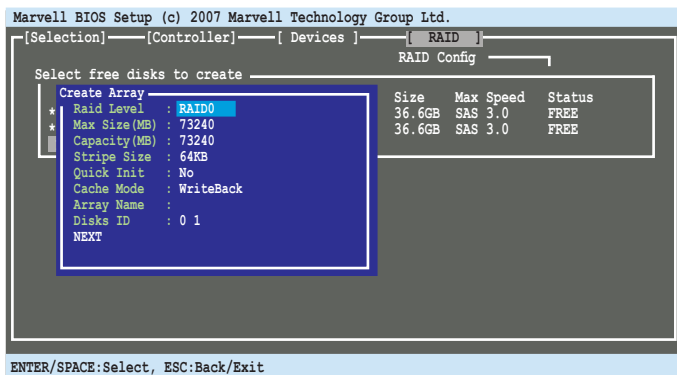 Marvell BIOS Setup (c) 2007 Marvell Technology Group Ltd.
[Selection] [Controller] [ Devices ] [ RAID ]
RAID Config
Select free disks to create
Create Array
Size Max Speed Status
* Raid Level : RAID0 36.6GB SAS 3.0 FREE
* Max Size(MB) : 73240 36.6GB SAS 3.0 FREE
Capacity(MB) : 73240
Stripe Size : 64KB
Quick Init : No
Cache Mode : WriteBack
Array Name :
Disks ID : 0 1
NEXT
ENTER/SPACE:Select, ESC:Back/Exit